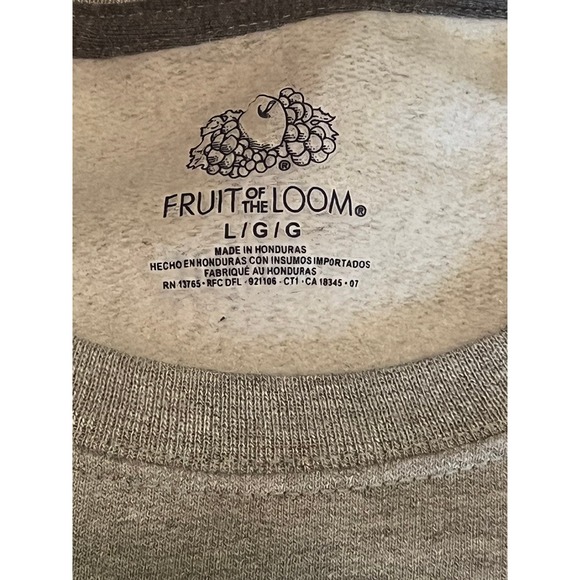 FRUIT OF THE LOOM®
L/G/G
MADE IN HONDURAS
HECHO EN HONDURAS CON INSUMOS IMPORTADOS
FABRIQUÉ AU HONDURAS
RN 13765 • RFC DFL - 921106 - CT1 - CA 18345 • 07